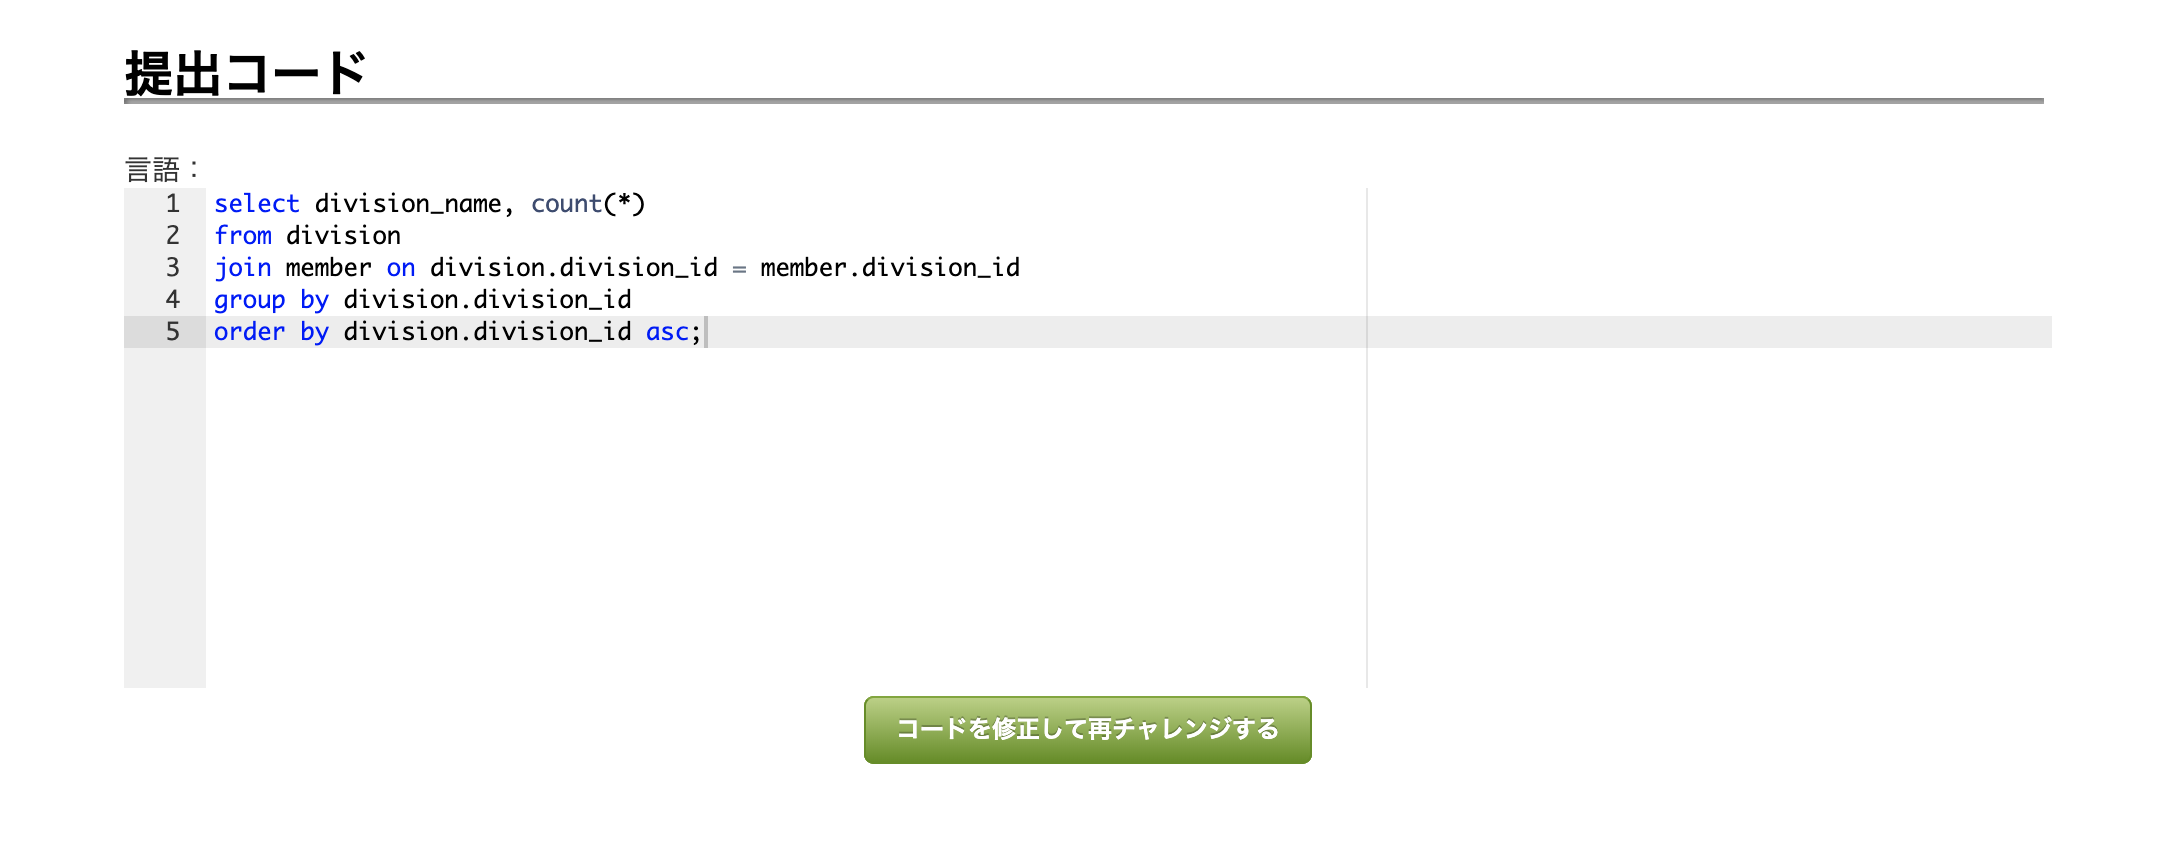 提出コード
言語：
1 select division_name, count(*)
2 from division
3 join member on division.division_id = member.division_id
4 group by division.division_id
5 order by division.division_id asc;
コードを修正して再チャレンジする